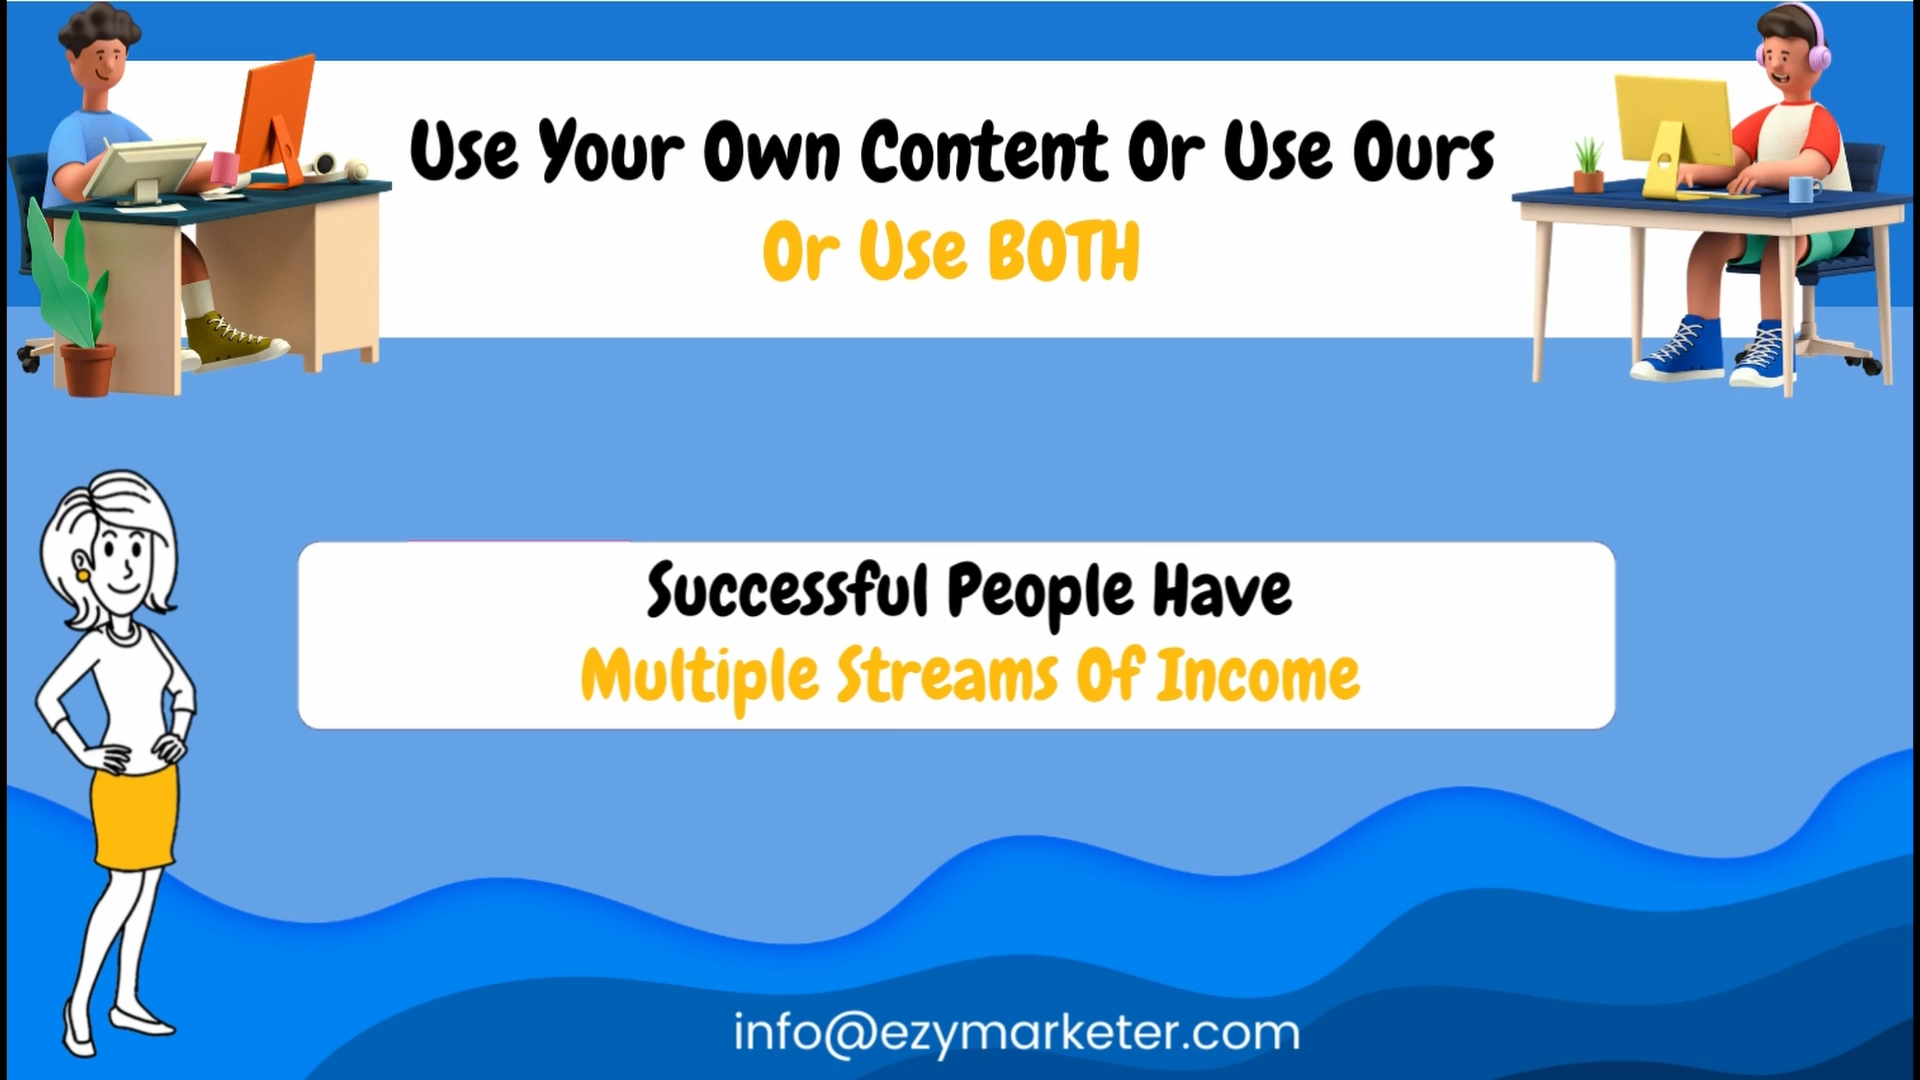 Use Your Own Content Or Use Ours
Or Use BOTH
Successful People Have
Multiple Streams Of Income
info@ezymarketer.com